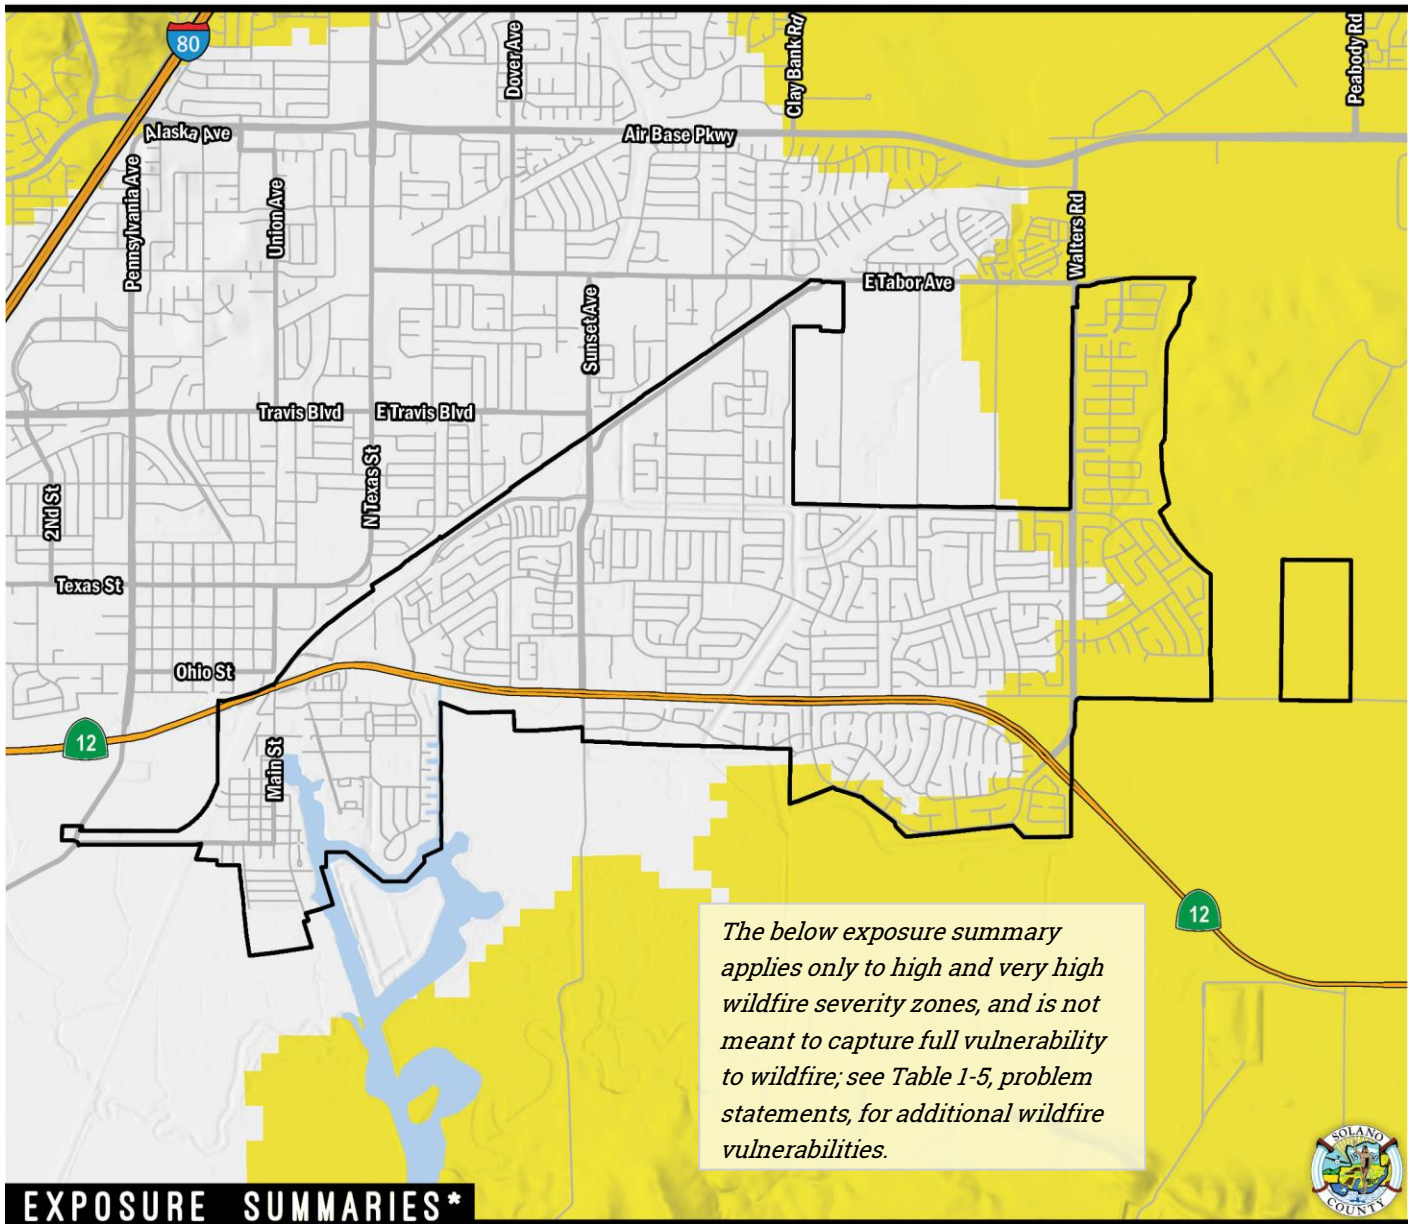 80
Dover Ave
Clay Bank Rd
Peabody Rd
Alaska Ave
Air Base Pkwy
Pennsylvania Ave
Union Ave
Walters Rd
E Tabor Ave
Sunset Ave
Travis Blvd
E Travis Blvd
N Texas St
2Nd St
Texas St
Ohio St
12
Main St
12
The below exposure summary
applies only to high and very high
wildfire severity zones, and is not
meant to capture full vulnerability
to wildfire; see Table 1-5, problem
statements, for additional wildfire
vulnerabilities.
SOLANO
COUNTY
EXPOSURE SUMMARIES*